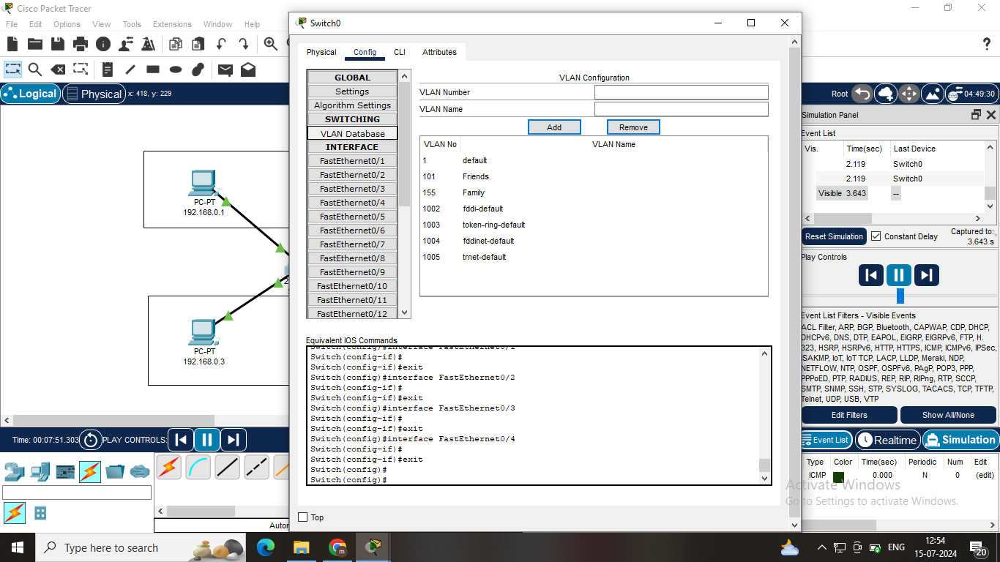 Cisco Packet Tracer
File Edit Options View Tools Extensions Window Help
Logical
Physical
x: 418, y: 229
PC-PT
192.168.0.1
PC-PT
192.168.0.3
Time: 00:07:51.303
PLAY CONTROLS:
Switch0
Physical Config CLI Attributes
GLOBAL
Settings
Algorithm Settings
SWITCHING
VLAN Database
INTERFACE
FastEthernet0/1
FastEthernet0/2
FastEthernet0/3
FastEthernet0/4
FastEthernet0/5
FastEthernet0/6
FastEthernet0/7
FastEthernet0/8
FastEthernet0/9
FastEthernet0/10
FastEthernet0/11
FastEthernet0/12
VLAN Configuration
VLAN Number
VLAN Name
Add Remove
VLAN No VLAN Name
1 default
101 Friends
155 Family
1002 fddi-default
1003 token-ring-default
1004 fddinet-default
1005 trnet-default
Equivalent IOS Commands
Switch(config)#interface FastEthernet0/1
Switch(config-if)#
Switch(config-if)#exit
Switch(config)#interface FastEthernet0/2
Switch(config-if)#
Switch(config-if)#exit
Switch(config)#interface FastEthernet0/3
Switch(config-if)#
Switch(config-if)#exit
Switch(config)#interface FastEthernet0/4
Switch(config-if)#
Switch(config-if)#exit
Switch(config)#
Switch(config)#
Top
Root
04:49:30
Simulation Panel
Event List
Vis. Time(sec) Last Device
2.119 Switch0
2.119 Switch0
Visible 3.643 --
Reset Simulation
Constant Delay
Captured to:
3.643 s
Play Controls
Event List Filters - Visible Events
ACL Filter, ARP, BGP, Bluetooth, CAPWAP, CDP, DHCP,
DHCPv6, DNS, DTP, EAPOL, EIGRP, EIGRPv6, FTP, H.
323, HSRP, HSRPv6, HTTP, HTTPS, ICMP, ICMPv6, IPSec,
ISAKMP, IoT, IoT TCP, LACP, LLDP, Meraki, NDP,
NETFLOW, NTP, OSPF, OSPFv6, PAgP, POP3, PPP,
PPPoED, PTP, RADIUS, REP, RIP, RIPng, RTP, SCCP,
SMTP, SNMP, SSH, STP, SYSLOG, TACACS, TCP, TFTP,
Telnet, UDP, USB, VTP
Edit Filters Show All/None
Event List Realtime Simulation
Type Color Time(sec) Periodic Num Edit
ICMP 0.000 N 0 (edit)
Activate Windows
Go to Settings to activate Windows.
Type here to search
ENG
12:54
15-07-2024
20